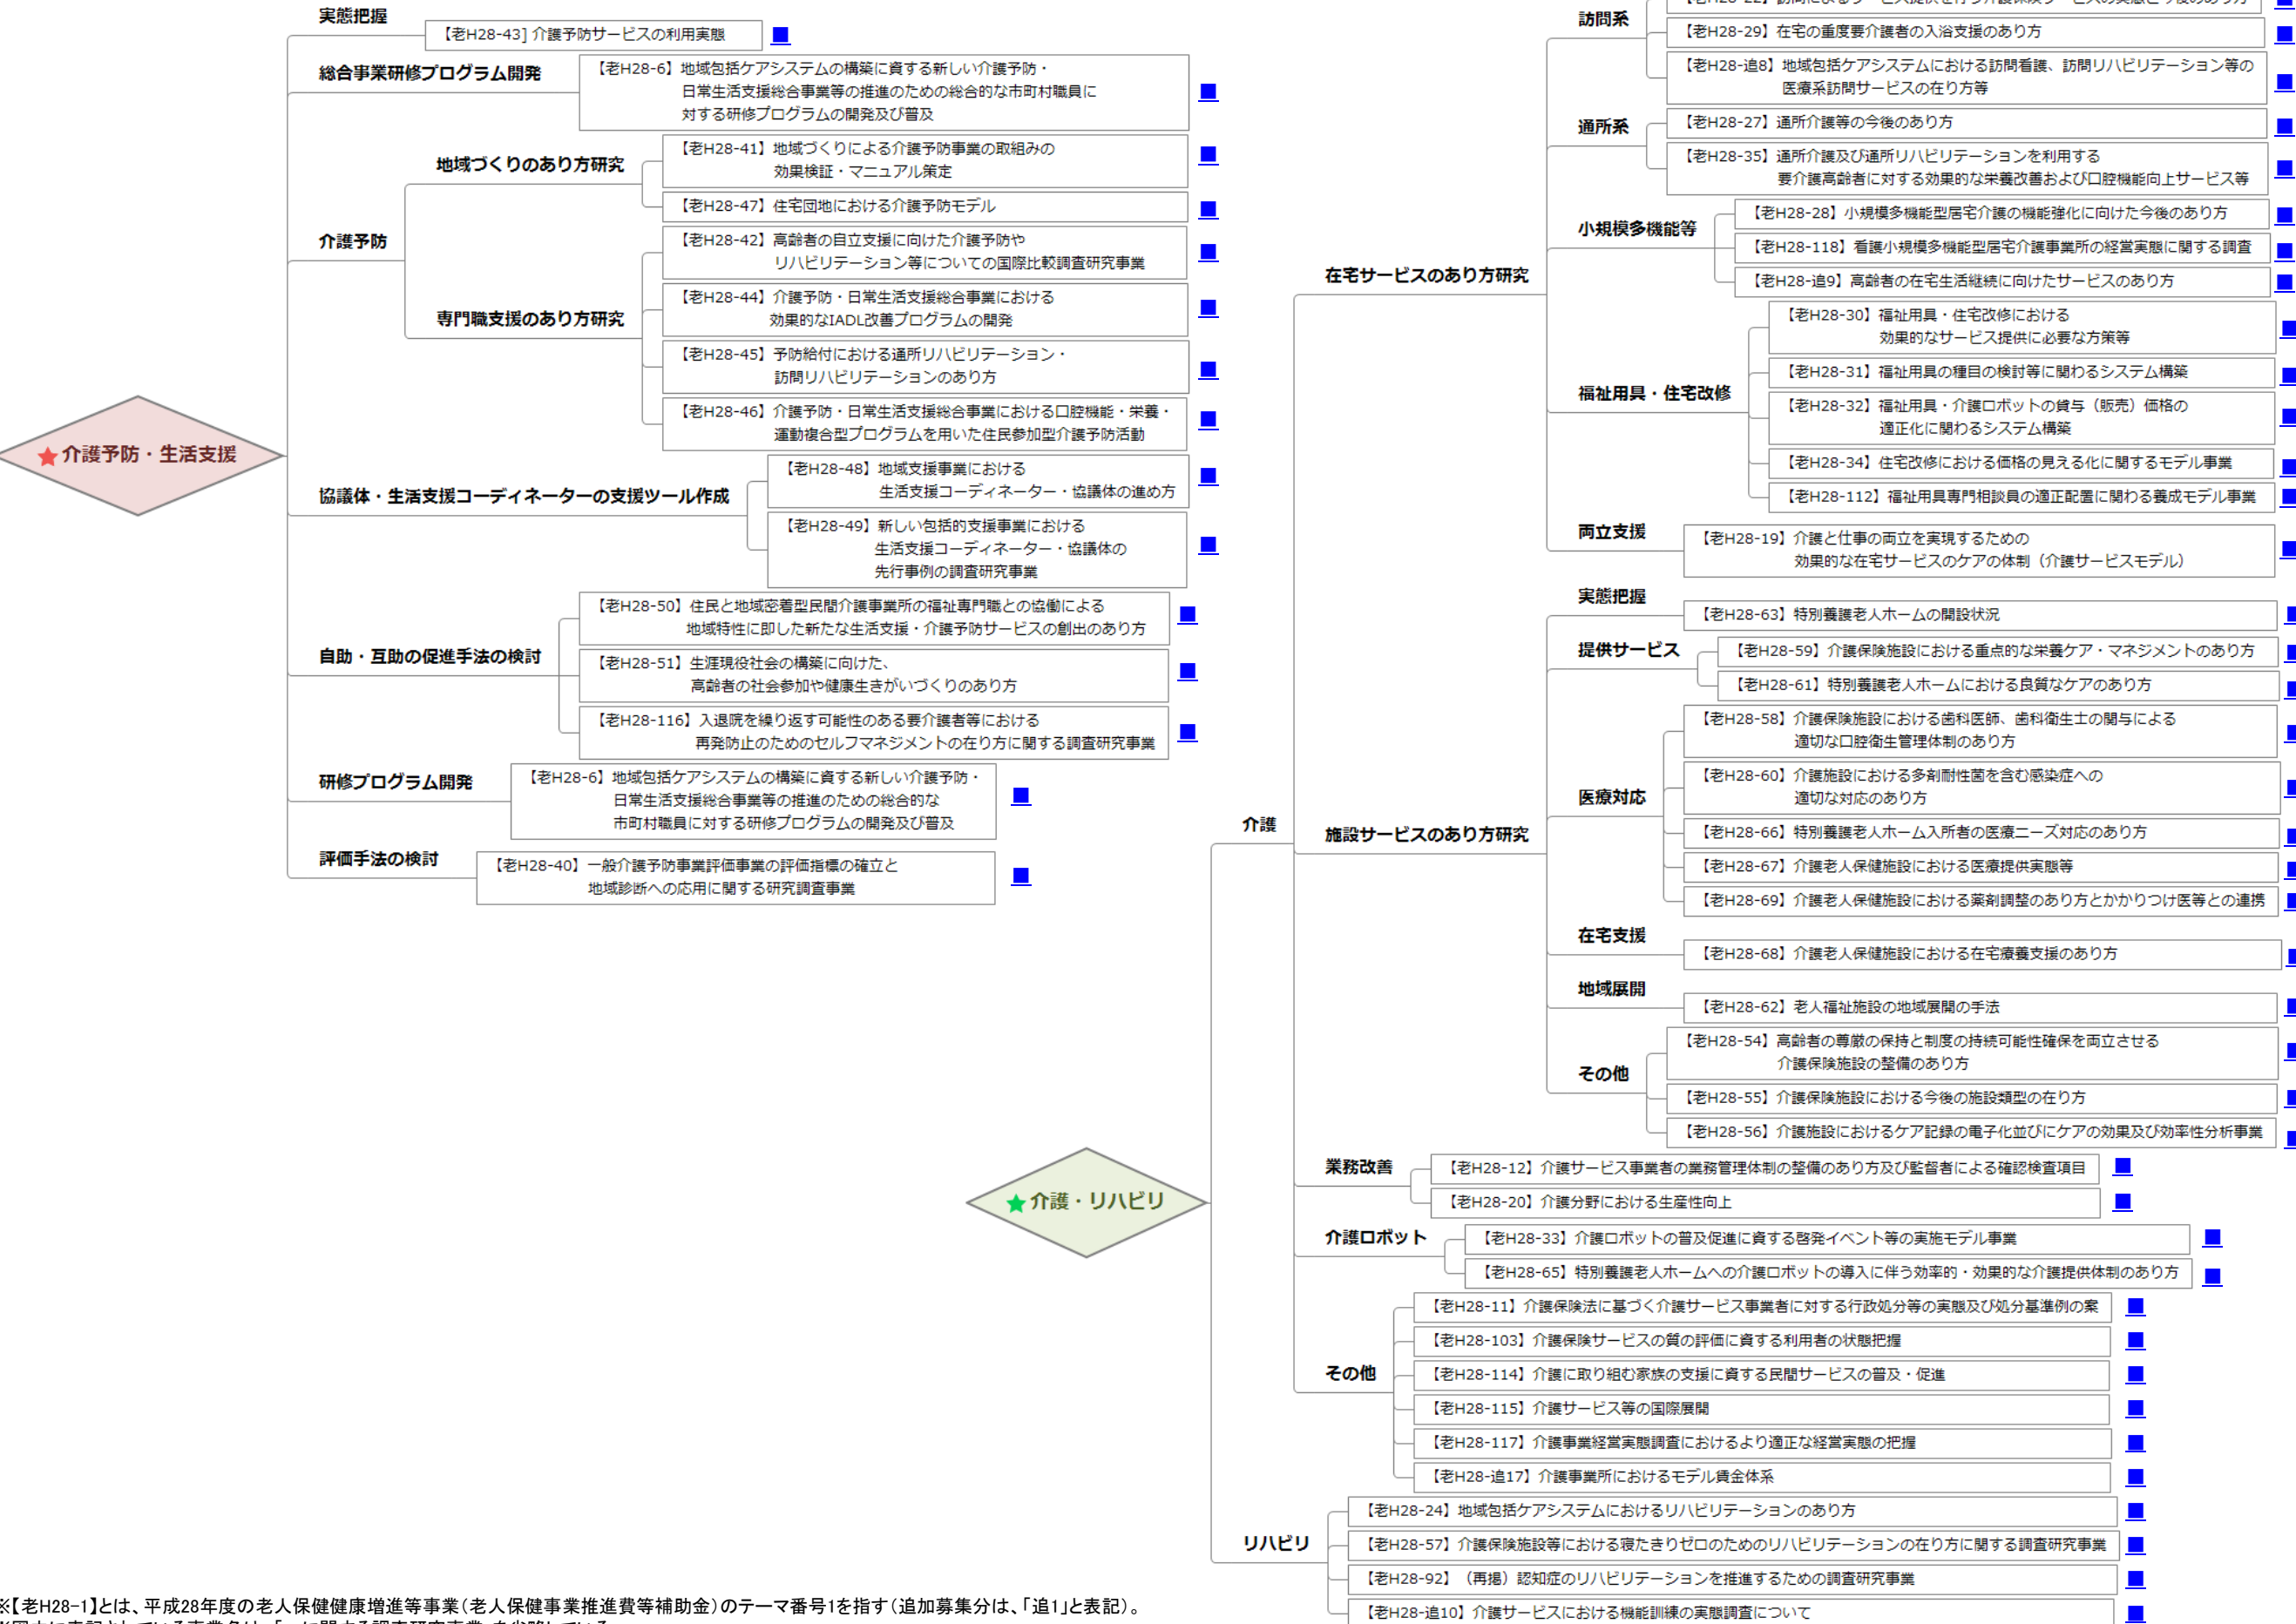 実態把握
【老H28-43] 介護予防サービスの利用実態
総合事業研修プログラム開発
【老H28-6】地域包括ケアシステムの構築に資する新しい介護予防・
日常生活支援総合事業等の推進のための総合的な市町村職員に
対する研修プログラムの開発及び普及
地域づくりのあり方研究
【老H28-41】地域づくりによる介護予防事業の取組みの
効果検証・マニュアル策定
【老H28-47】住宅団地における介護予防モデル
介護予防
【老H28-42】高齢者の自立支援に向けた介護予防や
リハビリテーション等についての国際比較調査研究事業
専門職支援のあり方研究
【老H28-44】介護予防・日常生活支援総合事業における
効果的なIADL改善プログラムの開発
【老H28-45】予防給付における通所リハビリテーション・
訪問リハビリテーションのあり方
【老H28-46】介護予防・日常生活支援総合事業における口腔機能・栄養・
運動複合型プログラムを用いた住民参加型介護予防活動
介護予防・生活支援
協議体・生活支援コーディネーターの支援ツール作成
【老H28-48】地域支援事業における
生活支援コーディネーター・協議体の進め方
【老H28-49】新しい包括的支援事業における
生活支援コーディネーター・協議体の
先行事例の調査研究事業
自助・互助の促進手法の検討
【老H28-50】住民と地域密着型民間介護事業所の福祉専門職との協働による
地域特性に即した新たな生活支援・介護予防サービスの創出のあり方
【老H28-51】生涯現役社会の構築に向けた、
高齢者の社会参加や健康生きがいづくりのあり方
【老H28-116】入退院を繰り返す可能性のある要介護者等における
再発防止のためのセルフマネジメントの在り方に関する調査研究事業
研修プログラム開発
【老H28-6】地域包括ケアシステムの構築に資する新しい介護予防・
日常生活支援総合事業等の推進のための総合的な
市町村職員に対する研修プログラムの開発及び普及
評価手法の検討
【老H28-40】一般介護予防事業評価事業の評価指標の確立と
地域診断への応用に関する研究調査事業
訪問系
【老H28-22】訪問によるサービス提供を行う介護保険サービスの実態と今後のあり方
【老H28-29】在宅の重度要介護者の入浴支援のあり方
【老H28-追8】地域包括ケアシステムにおける訪問看護、訪問リハビリテーション等の
医療系訪問サービスの在り方等
通所系
【老H28-27】通所介護等の今後のあり方
【老H28-35】通所介護及び通所リハビリテーションを利用する
要介護高齢者に対する効果的な栄養改善および口腔機能向上サービス等
小規模多機能等
【老H28-28】小規模多機能型居宅介護の機能強化に向けた今後のあり方
【老H28-118】看護小規模多機能型居宅介護事業所の経営実態に関する調査
【老H28-追9】高齢者の在宅生活継続に向けたサービスのあり方
在宅サービスのあり方研究
福祉用具・住宅改修
【老H28-30】福祉用具・住宅改修における
効果的なサービス提供に必要な方策等
【老H28-31】福祉用具の種目の検討等に関わるシステム構築
【老H28-32】福祉用具・介護ロボットの貸与（販売）価格の
適正化に関わるシステム構築
【老H28-34】住宅改修における価格の見える化に関するモデル事業
【老H28-112】福祉用具専門相談員の適正配置に関わる養成モデル事業
両立支援
【老H28-19】介護と仕事の両立を実現するための
効果的な在宅サービスのケアの体制（介護サービスモデル）
実態把握
【老H28-63】特別養護老人ホームの開設状況
提供サービス
【老H28-59】介護保険施設における重点的な栄養ケア・マネジメントのあり方
【老H28-61】特別養護老人ホームにおける良質なケアのあり方
医療対応
【老H28-58】介護保険施設における歯科医師、歯科衛生士の関与による
適切な口腔衛生管理体制のあり方
【老H28-60】介護施設における多剤耐性菌を含む感染症への
適切な対応のあり方
【老H28-66】特別養護老人ホーム入所者の医療ニーズ対応のあり方
【老H28-67】介護老人保健施設における医療提供実態等
【老H28-69】介護老人保健施設における薬剤調整のあり方とかかりつけ医等との連携
介護
施設サービスのあり方研究
在宅支援
【老H28-68】介護老人保健施設における在宅療養支援のあり方
地域展開
【老H28-62】老人福祉施設の地域展開の手法
その他
【老H28-54】高齢者の尊厳の保持と制度の持続可能性確保を両立させる
介護保険施設の整備のあり方
【老H28-55】介護保険施設における今後の施設類型の在り方
【老H28-56】介護施設におけるケア記録の電子化並びにケアの効果及び効率性分析事業
業務改善
【老H28-12】介護サービス事業者の業務管理体制の整備のあり方及び監督者による確認検査項目
【老H28-20】介護分野における生産性向上
介護・リハビリ
介護ロボット
【老H28-33】介護ロボットの普及促進に資する啓発イベント等の実施モデル事業
【老H28-65】特別養護老人ホームへの介護ロボットの導入に伴う効率的・効果的な介護提供体制のあり方
その他
【老H28-11】介護保険法に基づく介護サービス事業者に対する行政処分等の実態及び処分基準例の案
【老H28-103】介護保険サービスの質の評価に資する利用者の状態把握
【老H28-114】介護に取り組む家族の支援に資する民間サービスの普及・促進
【老H28-115】介護サービス等の国際展開
【老H28-117】介護事業経営実態調査におけるより適正な経営実態の把握
【老H28-追17】介護事業所におけるモデル賃金体系
リハビリ
【老H28-24】地域包括ケアシステムにおけるリハビリテーションのあり方
【老H28-57】介護保険施設等における寝たきりゼロのためのリハビリテーションの在り方に関する調査研究事業
【老H28-92】（再掲）認知症のリハビリテーションを推進するための調査研究事業
【老H28-追10】介護サービスにおける機能訓練の実態調査について
※【老H28-1】とは、平成28年度の老人保健健康増進等事業（老人保健事業推進費等補助金）のテーマ番号1を指す（追加募集分は、「追1」と表記）。